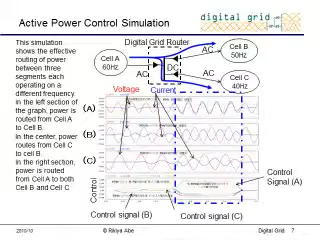 Active Power Control Simulation
digital grid
This simulation
shows the effective
routing of power
between three
segments each
operating on a
different frequency.
in the left section of
the graph, power is
routed from Cell A
to Cell B.
In the center, power
routes from Cell C
to cell B.
In the right section,
power is routed
from Cell A to both
Cell B and Cell C
Digital Grid Router
Cell A
60Hz
AC
DC
AC
AC
Cell B
50Hz
Cell C
40Hz
Voltage
Current
(A)
(B)
(C)
Control
Control
Signal (A)
Control signal (B)
Control signal (C)
2010/10
© Rikiya Abe
Digital Grid 7